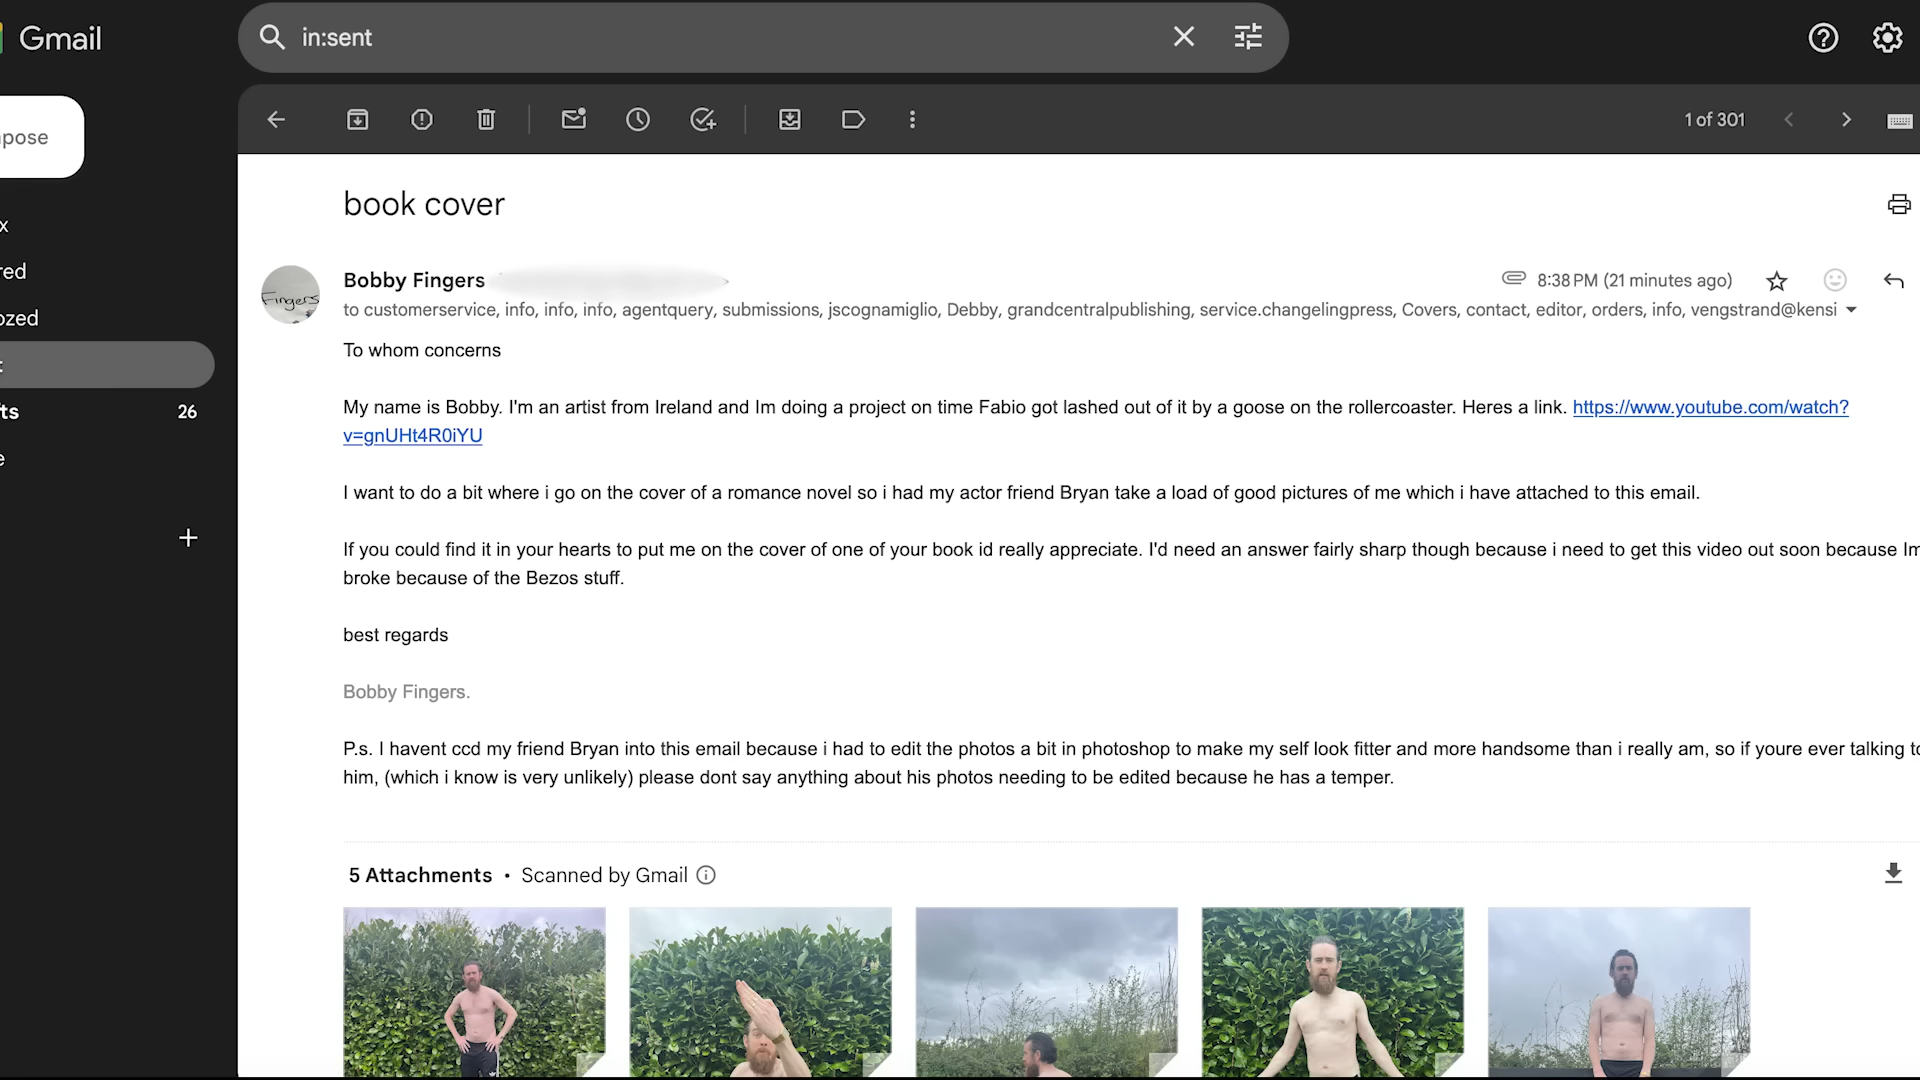 Gmail
in:sent
pose
1 of 301
x
red
ozed
t
ts 26
e
book cover
Bobby Fingers
8:38 PM (21 minutes ago)
Fingers
to customerservice, info, info, info, agentquery, submissions, jscognamiglio, Debby, grandcentralpublishing, service.changelingpress, Covers, contact, editor, orders, info, vengstrand@kensi
To whom concerns
My name is Bobby. I'm an artist from Ireland and Im doing a project on time Fabio got lashed out of it by a goose on the rollercoaster. Heres a link. https://www.youtube.com/watch?
v=gnUHt4R0iYU
I want to do a bit where i go on the cover of a romance novel so i had my actor friend Bryan take a load of good pictures of me which i have attached to this email.
If you could find it in your hearts to put me on the cover of one of your book id really appreciate. I'd need an answer fairly sharp though because i need to get this video out soon because Im
broke because of the Bezos stuff.
best regards
Bobby Fingers.
P.s. I havent ccd my friend Bryan into this email because i had to edit the photos a bit in photoshop to make my self look fitter and more handsome than i really am, so if youre ever talking to
him, (which i know is very unlikely) please dont say anything about his photos needing to be edited because he has a temper.
5 Attachments • Scanned by Gmail